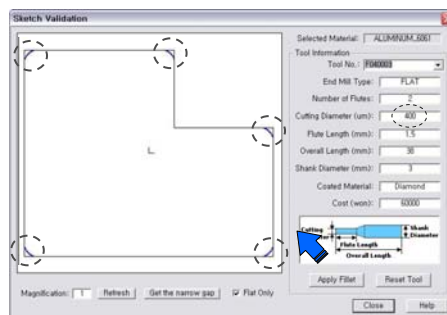 Sketch Validation
Selected Material: ALUMINUM_6061
Tool Information
Tool No.: F040003
End Mill Type: FLAT
Number of Flutes: 2
Cutting Diameter (um): 400
Flute Length (mm): 1.5
Overall Length (mm): 38
Shank Diameter (mm): 3
Coated Material: Diamond
Cost (won): 60000
Cutting Shank
Diameter
Flute Length
Overall Length
Apply Fillet Reset Tool
Magnification: 1 Refresh Get the narrow gap Flat Only
Close Help